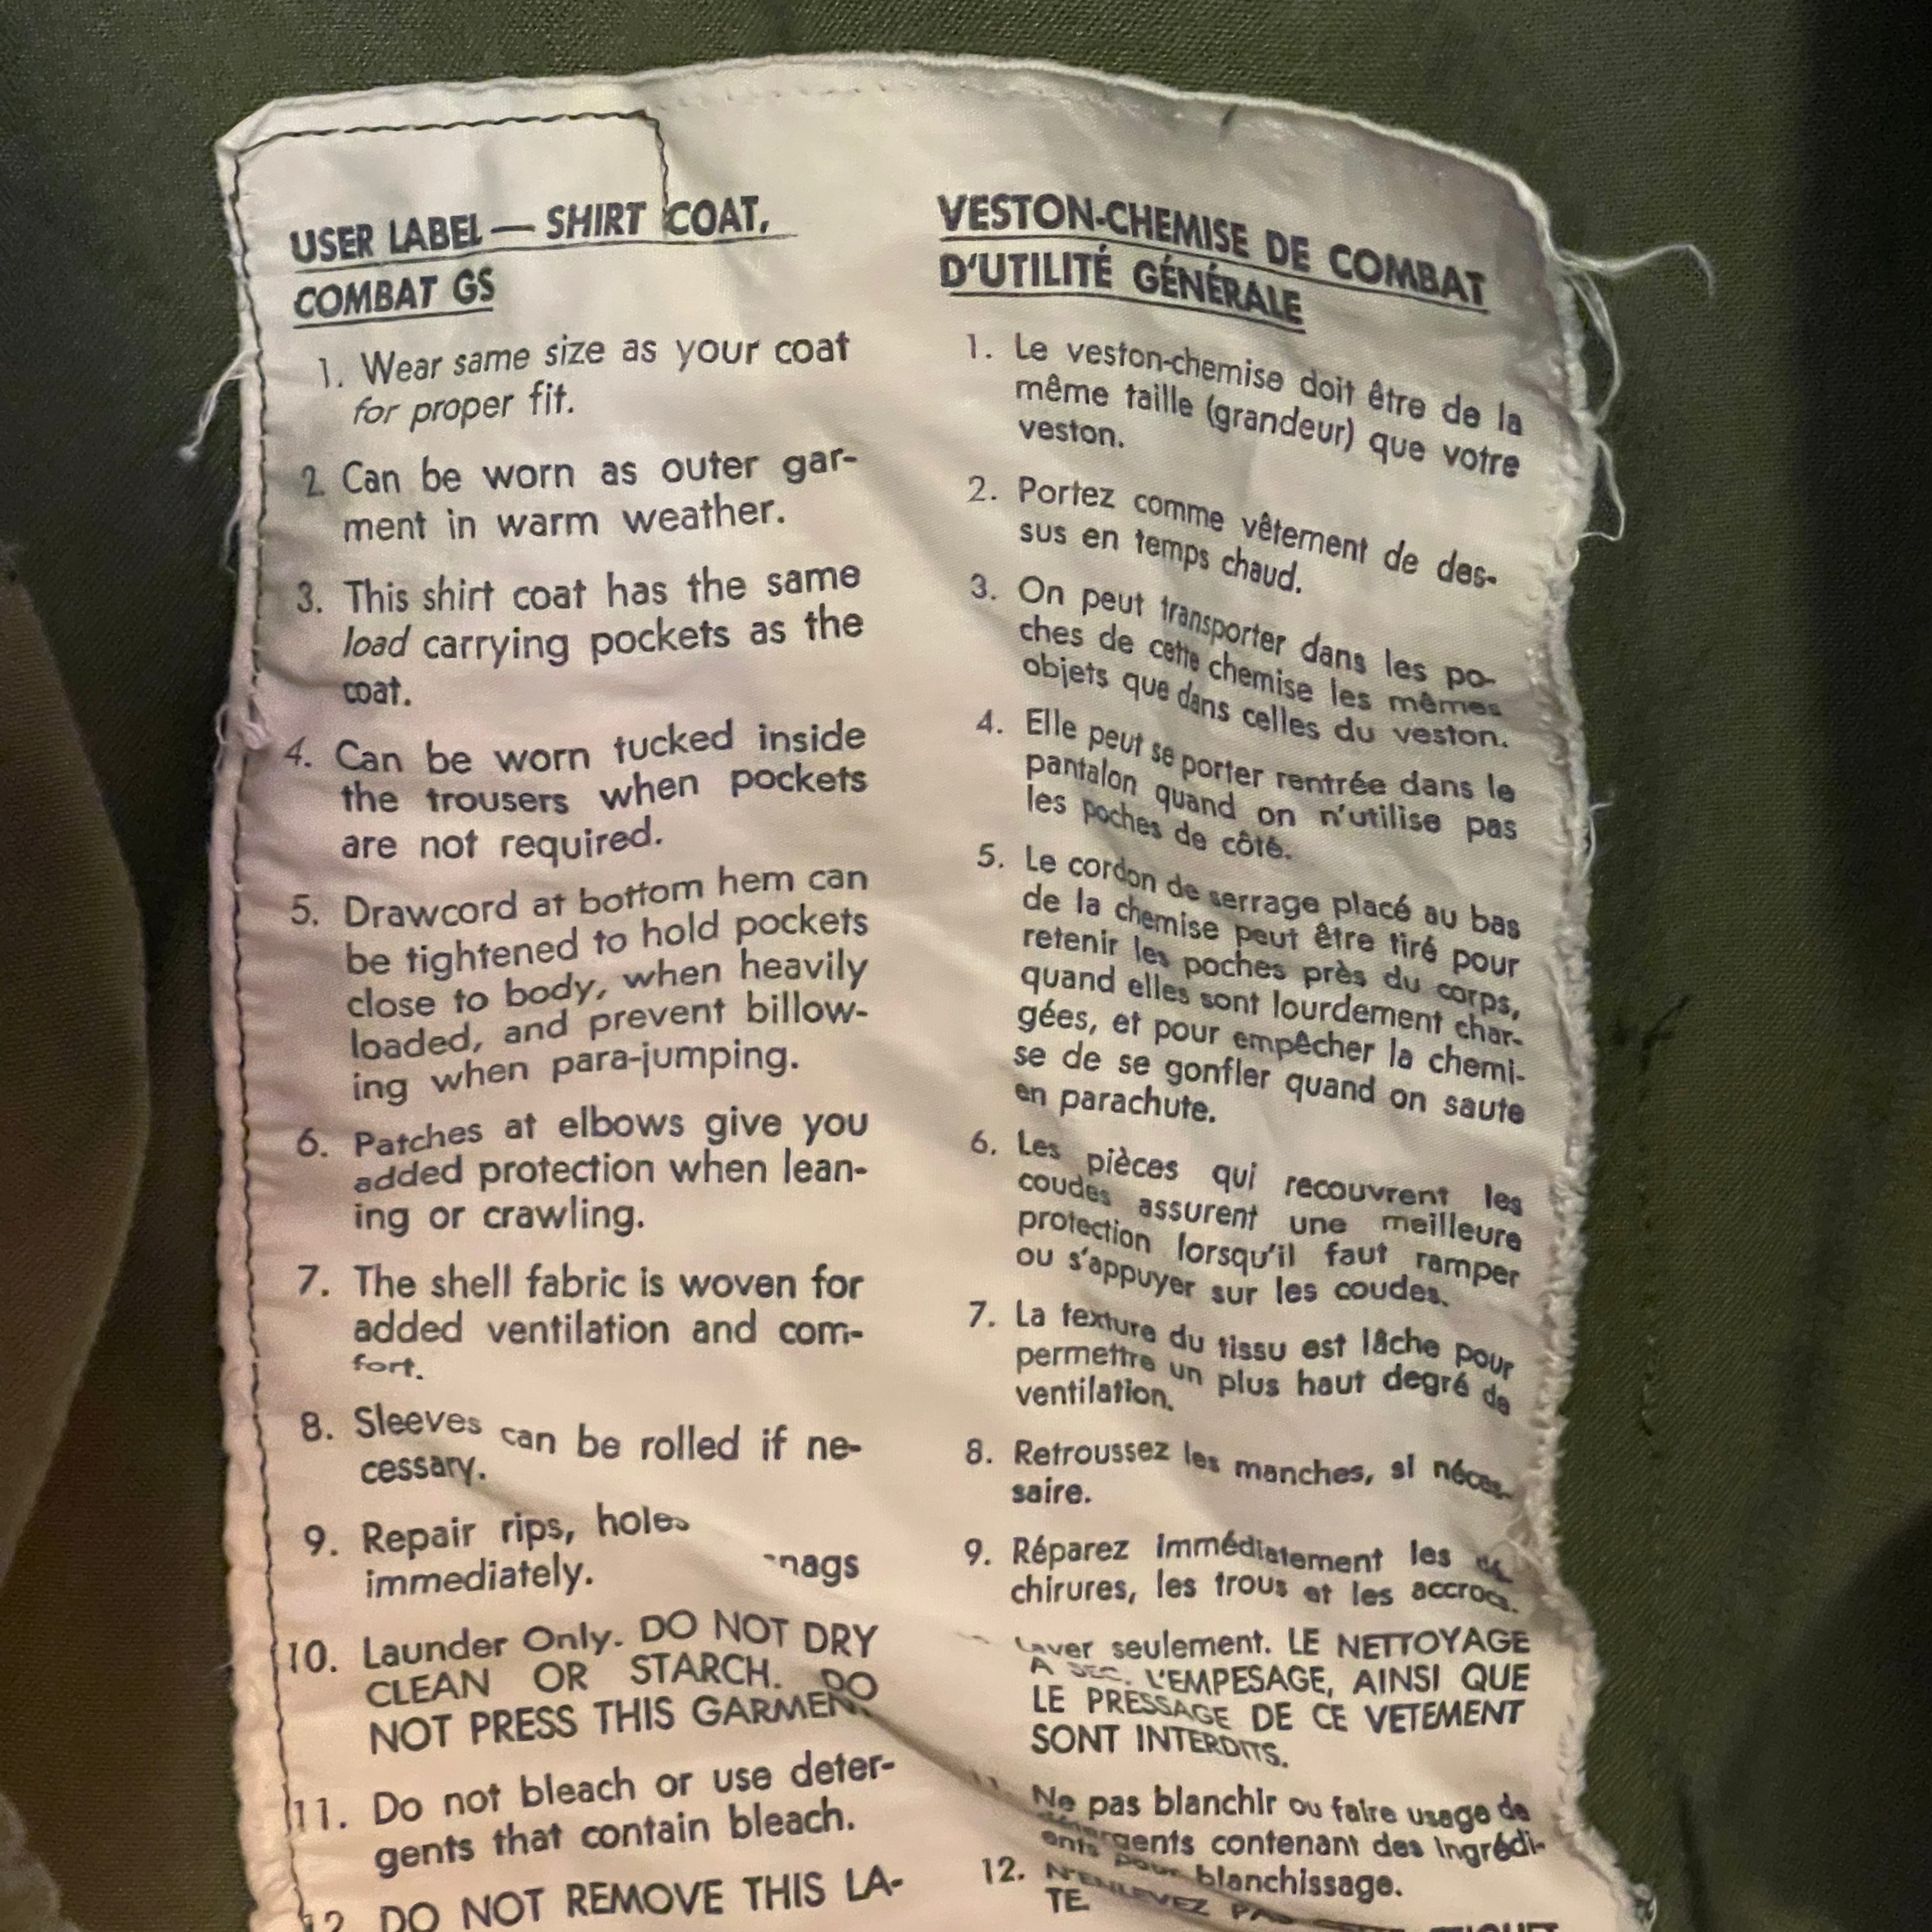 USER LABEL — SHIRT COAT,
COMBAT GS
1. Wear same size as your coat
for proper fit.
2 Can be worn as outer gar-
ment in warm weather.
3. This shirt coat has the same
load carrying pockets as the
coat.
4. Can be worn tucked inside
the trousers when pockets
are not required.
5. Drawcord at bottom hem can
be tightened to hold pockets
close to body, when heavily
loaded, and prevent billow-
ing when para-jumping.
6. Patches at elbows give you
added protection when lean-
ing or crawling.
7. The shell fabric is woven for
added ventilation and com-
fort.
8. Sleeves can be rolled if ne-
cessary.
9. Repair rips, holes
immediately.
10. Launder Only. DO NOT DRY
CLEAN OR STARCH. DO
NOT PRESS THIS GARMEN
11. Do not bleach or use deter-
gents that contain bleach.
12 DO NOT REMOVE THIS LA-
VESTON-CHEMISE DE COMBAT
D'UTILITÉ GÉNÉRALE
1. Le veston-chemise doit être de la
même taille (grandeur) que votre
veston.
2. Portez comme vêtement de des-
sus en temps chaud.
3. On peut transporter dans les po-
ches de cette chemise les mêmes
objets que dans celles du veston.
4. Elle peut se porter rentrée dans le
pantalon quand on n'utilise pas
les poches de côté.
5. Le cordon de serrage placé au bas
de la chemise peut être tiré pour
retenir les poches près du corps,
quand elles sont lourdement char-
gées, et pour empêcher la chemi-
se de se gonfler quand on saute
en parachute.
6. Les pièces qui recouvrent les
coudes assurent une meilleure
protection lorsqu'il faut ramper
ou s'appuyer sur les coudes.
7. La texture du tissu est lâche pour
permettre un plus haut degré de
ventilation.
8. Retroussez les manches, si néces-
saire.
9. Réparez immédiatement les
chirures, les trous et les accrocs.
seulement. LE NETTOYAGE
A SEC. L'EMPESAGE, AINSI QUE
LE PRESSAGE DE CE VETEMENT
SONT INTERDITS.
Ne pas blanchir ou faire usage de
détergents contenant des ingrédi-
ents pour blanchissage.
12. N'ENLEVEZ PAS
TE.